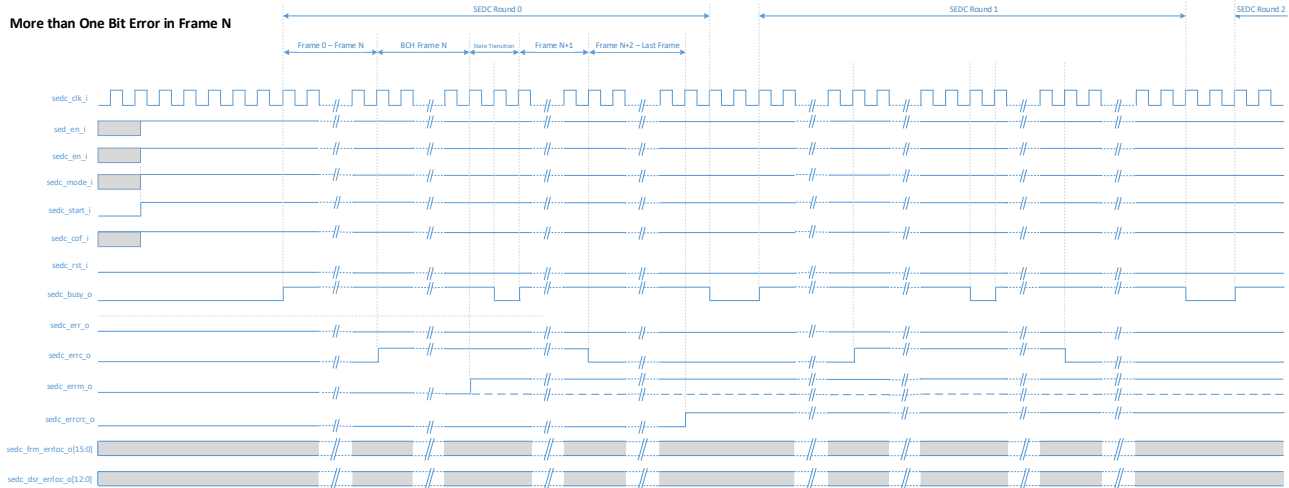 SEDC Round 0
SEDC Round 1
SEDC Round 2
More than One Bit Error in Frame N
Frame 0 – Frame N
BCH Frame N
State Transition
Frame N+1
Frame N+2 – Last Frame
sedc_clk_i
sed_en_i
sedc_en_i
sedc_mode_i
sedc_start_i
sedc_cof_i
sedc_rst_i
sedc_busy_o
sedc_err_o
sedc_errc_o
sedc_errm_o
sedc_errcrc_o
sedc_frm_errloc_o[15:0]
sedc_dsr_errloc_o[12:0]